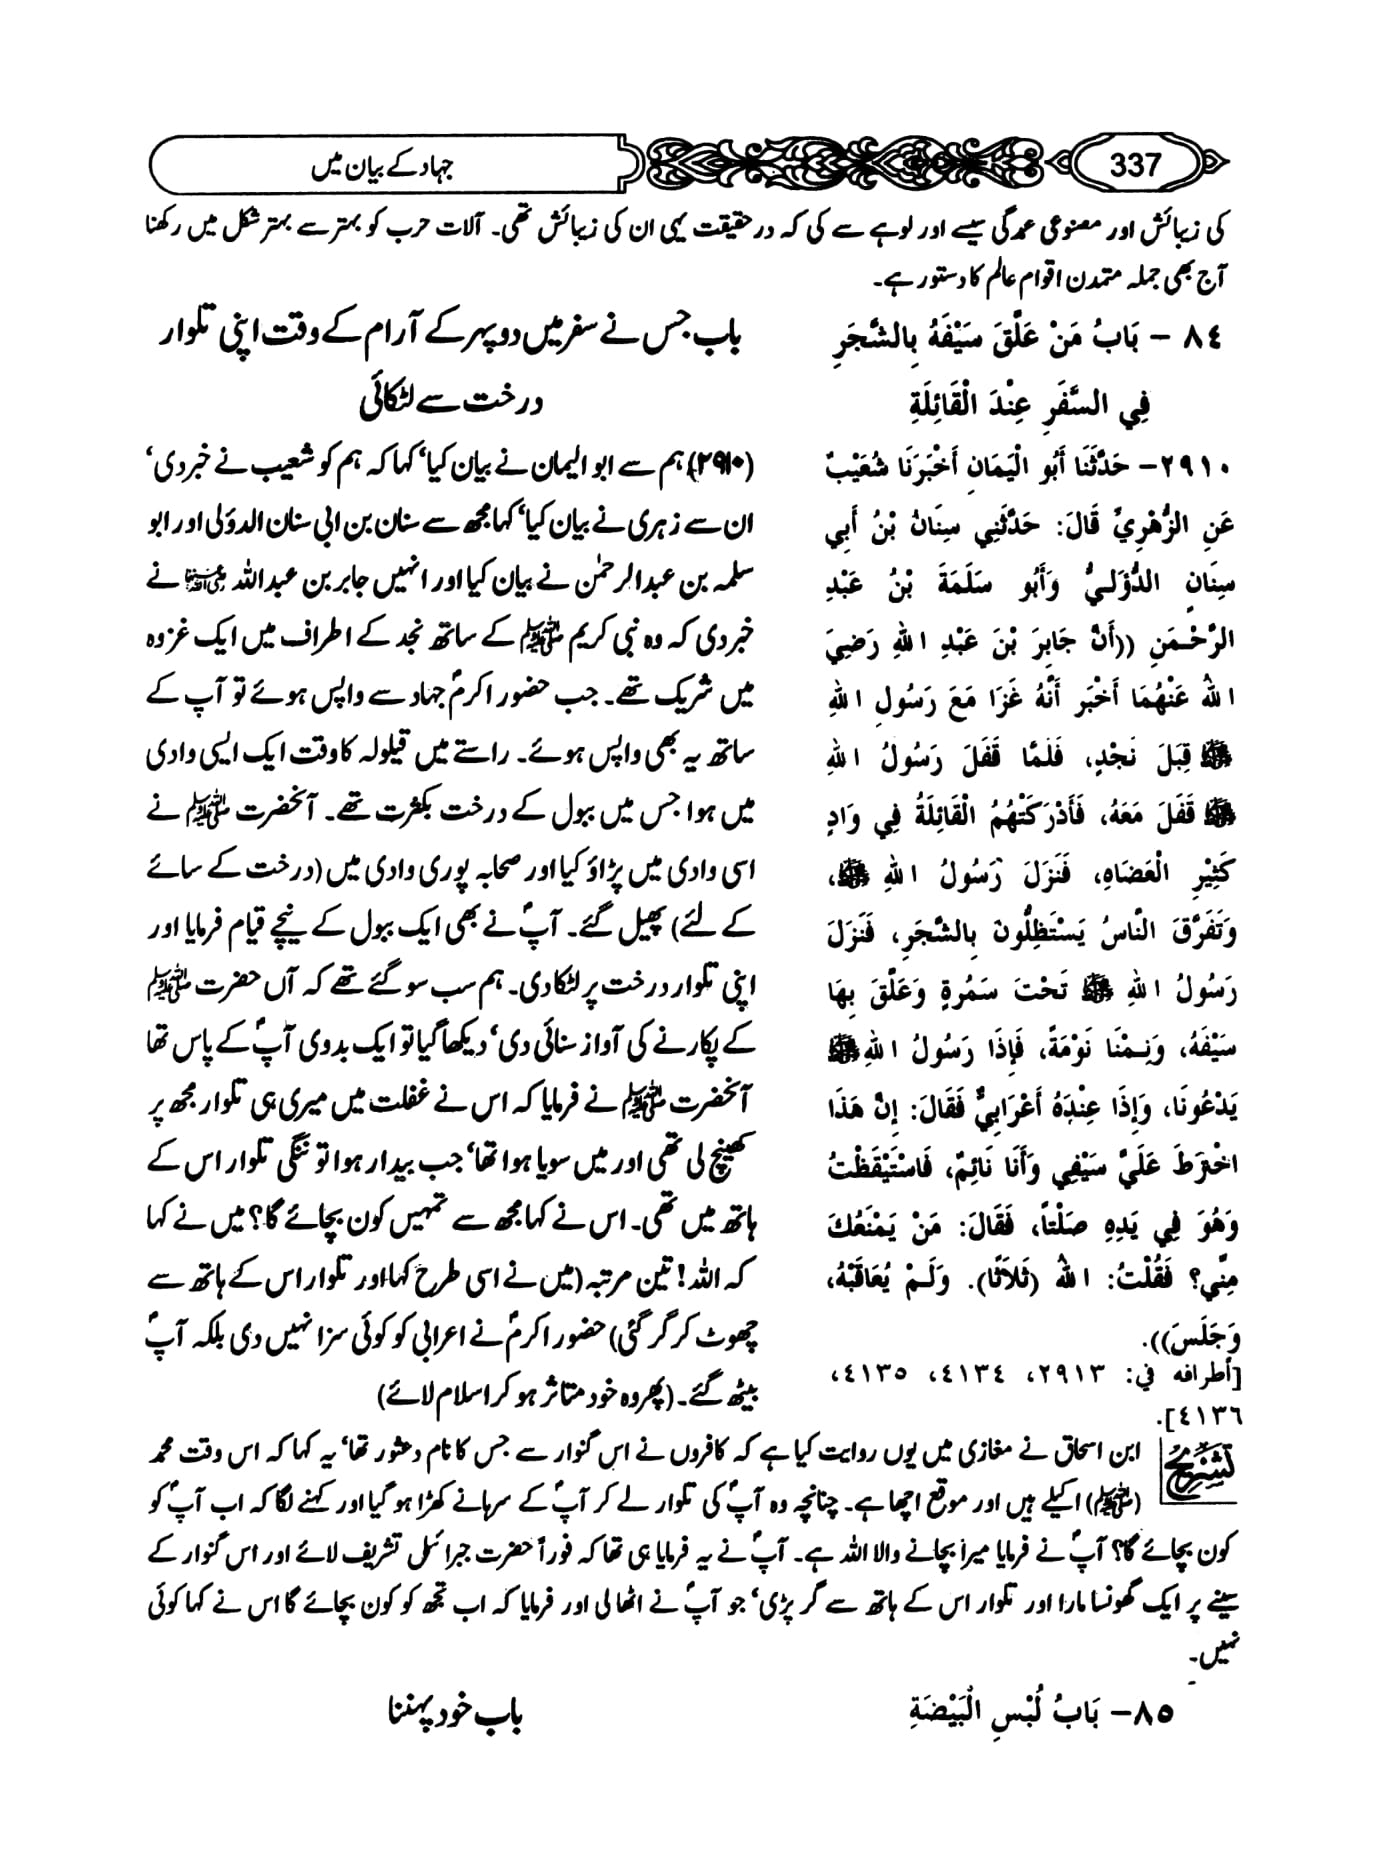 337
جہاد کے بیان میں
کی زیبائش اور مصنوعی عمدگی سیسے اور لوہے سے کی کہ درحقیقت یہی ان کی زیبائش تھی۔ آلات حرب کو بہتر سے بہتر شکل میں رکھنا
آج بھی جملہ متمدن اقوام عالم کا دستور ہے۔
٨٤ - بَابُ مَنْ عَلَّقَ سَيْفَهُ بِالشَّجَرِ
فِي السَّفَرِ عِنْدَ الْقَائِلَةِ
٢٩١٠- حَدَّثَنَا أَبُو الْيَمَانِ أَخْبَرَنَا شُعَيْبٌ
عَنِ الزُّهْرِيِّ قَالَ: حَدَّثَنِي سِنَانُ بْنُ أَبِي
سِنَانٍ الدُّؤَلِيُّ وَأَبُو سَلَمَةَ بْنُ عَبْدِ
الرَّحْمَنِ ((أَنَّ جَابِرَ بْنَ عَبْدِ اللهِ رَضِيَ
اللهُ عَنْهُمَا أَخْبَرَ أَنَّهُ غَزَا مَعَ رَسُولِ اللهِ
ﷺ قِبَلَ نَجْدٍ، فَلَمَّا قَفَلَ رَسُولُ اللهِ
ﷺ قَفَلَ مَعَهُ، فَأَدْرَكَتْهُمُ الْقَائِلَةُ فِي وَادٍ
كَثِيْرِ الْعَضَاهِ، فَنَزَلَ رَسُولُ اللهِ ﷺ،
وَتَفَرَّقَ النَّاسُ يَسْتَظِلُّونَ بِالشَّجَرِ، فَنَزَلَ
رَسُولُ اللهِ ﷺ تَحْتَ سَمُرَةٍ وَعَلَّقَ بِهَا
سَيْفَهُ، وَنِمْنَا نَوْمَةً، فَإِذَا رَسُولُ اللهِ ﷺ
يَدْعُونَا، وَإِذَا عِنْدَهُ أَعْرَابِيٌّ فَقَالَ: إِنَّ هَذَا
اخْتَرَطَ عَلَيَّ سَيْفِي وَأَنَا نَائِمٌ، فَاسْتَيْقَظْتُ
وَهُوَ فِي يَدِهِ صَلْتاً، فَقَالَ: مَنْ يَمْنَعُكَ
مِنِّي؟ فَقُلْتُ: اللهُ (ثَلاَثًا). وَلَمْ يُعَاقِبْهُ،
وَجَلَسَ)).
[أطرافه في: ٢٩١٣، ٤١٣٤، ٤١٣٥،
٤١٣٦].
باب جس نے سفر میں دوپہر کے آرام کے وقت اپنی تلوار
درخت سے لٹکائی
(۲۹۱۰) ہم سے ابوالیمان نے بیان کیا، کہا کہ ہم کو شعیب نے خبر دی،
ان سے زہری نے بیان کیا، کہا مجھ سے سنان بن ابی سنان الدؤلی اور ابو
سلمہ بن عبدالرحمٰن نے بیان کیا اور انہیں جابر بن عبداللہ رضی اللہ عنہما نے
خبر دی کہ وہ نبی کریم ﷺ کے ساتھ نجد کے اطراف میں ایک غزوہ
میں شریک تھے۔ جب حضور اکرمؐ جہاد سے واپس ہوئے تو آپ کے
ساتھ یہ بھی واپس ہوئے۔ راستے میں قیلولہ کا وقت ایک ایسی وادی
میں ہوا جس میں ببول کے درخت بکثرت تھے۔ آنحضرت ﷺ نے
اسی وادی میں پڑاؤ کیا اور صحابہ پوری وادی میں (درخت کے سائے
کے لئے) پھیل گئے۔ آپؐ نے بھی ایک ببول کے نیچے قیام فرمایا اور
اپنی تلوار درخت پر لٹکا دی۔ ہم سب سو گئے تھے کہ آں حضرت ﷺ
کے پکارنے کی آواز سنائی دی، دیکھا گیا تو ایک بدوی آپؐ کے پاس تھا
آنحضرت ﷺ نے فرمایا کہ اس نے غفلت میں میری ہی تلوار مجھ پر
کھینچ لی تھی اور میں سویا ہوا تھا، جب بیدار ہوا تو ننگی تلوار اس کے
ہاتھ میں تھی۔ اس نے کہا مجھ سے تمہیں کون بچائے گا؟ میں نے کہا
کہ اللہ! تین مرتبہ (میں نے اسی طرح کہا اور تلوار اس کے ہاتھ سے
چھوٹ کر گر گئی) حضور اکرمؐ نے اعرابی کو کوئی سزا نہیں دی بلکہ آپؐ
بیٹھ گئے۔ (پھر وہ خود متاثر ہو کر اسلام لائے)
تشریح
ابن اسحاق نے مغازی میں یوں روایت کیا ہے کہ کافروں نے اس گنوار سے جس کا نام دعثور تھا، یہ کہا کہ اس وقت محمد
(ﷺ) اکیلے ہیں اور موقع اچھا ہے۔ چنانچہ وہ آپؐ کی تلوار لے کر آپؐ کے سرہانے کھڑا ہو گیا اور کہنے لگا کہ اب آپؐ کو
کون بچائے گا؟ آپؐ نے فرمایا میرا بچانے والا اللہ ہے۔ آپؐ نے یہ فرمایا ہی تھا کہ فوراً حضرت جبرائل تشریف لائے اور اس گنوار کے
سینے پر ایک گھونسا مارا اور تلوار اس کے ہاتھ سے گر پڑی، جو آپؐ نے اٹھا لی اور فرمایا کہ اب تجھ کو کون بچائے گا اس نے کہا کوئی
نہیں۔
٨٥- بَابُ لُبْسِ الْبَيْضَةِ
باب خود پہننا